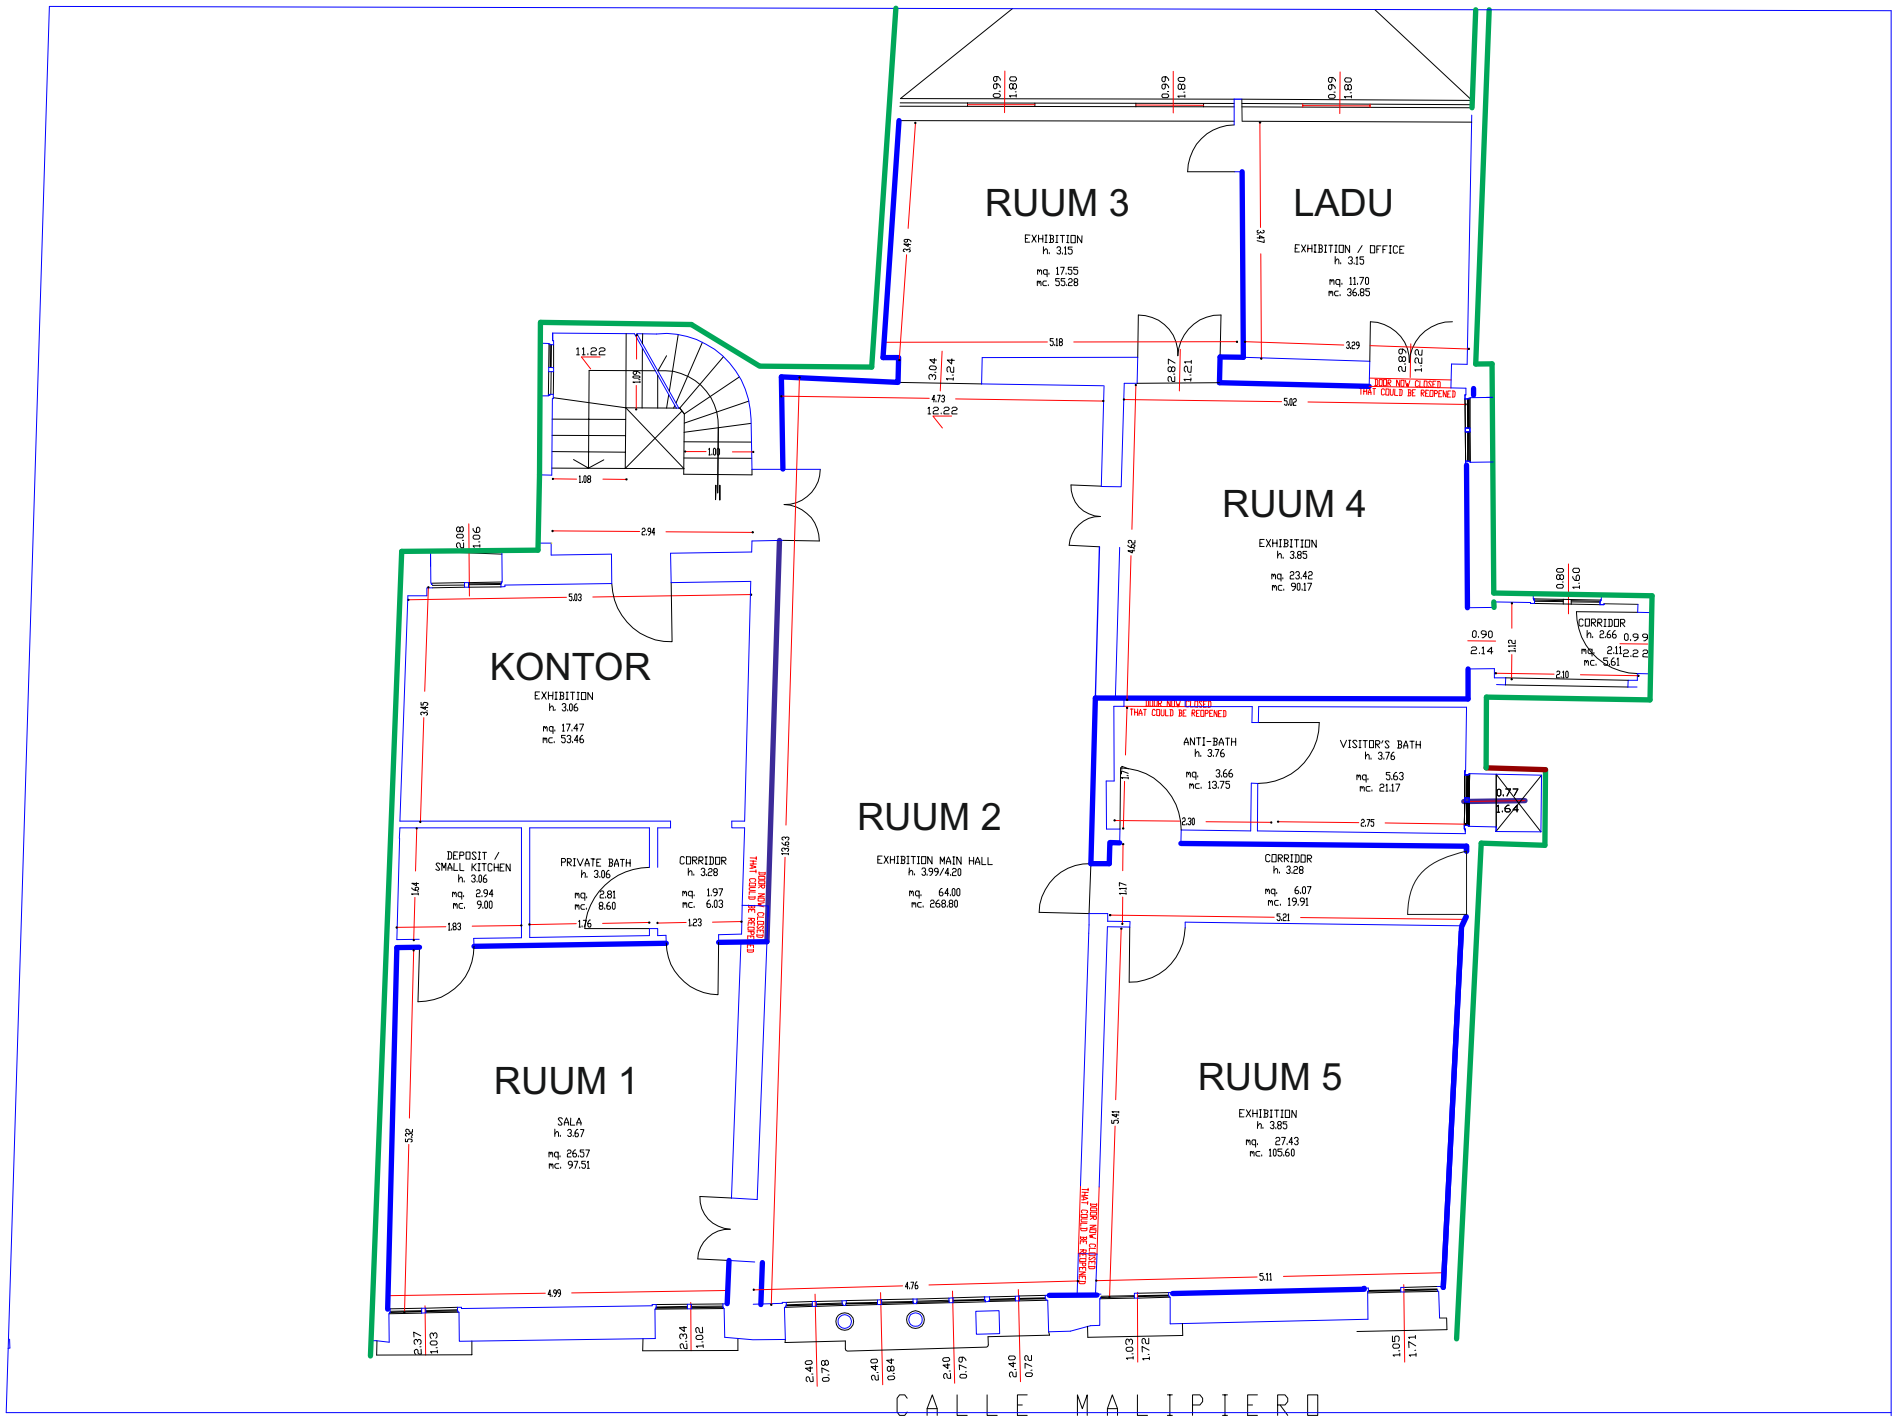 0.99
1.80
0.99
1.80
0.99
1.80
RUUM 3
EXHIBITION
h. 3.15
mq. 17.55
mc. 55.28
3.49
5.18
LADU
EXHIBITION / OFFICE
h. 3.15
mq. 11.70
mc. 36.85
3.47
3.29
3.04
1.24
2.87
1.21
2.89
1.22
DOOR NOW CLOSED
THAT COULD BE REOPENED
11.22
1.09
1.00
1.08
2.94
4.73
12.22
5.02
4.62
RUUM 4
EXHIBITION
h. 3.85
mq. 23.42
mc. 90.17
2.08
1.06
5.03
3.45
KONTOR
EXHIBITION
h. 3.06
mq. 17.47
mc. 53.46
0.80
1.60
0.90
2.14
1.12
CORRIDOR
h. 2.66
mq. 2.11
mc. 5.61
0.99
2.22
2.10
DOOR NOW CLOSED
THAT COULD BE REOPENED
ANTI-BATH
h. 3.76
mq. 3.66
mc. 13.75
2.30
VISITOR'S BATH
h. 3.76
mq. 5.63
mc. 21.17
2.75
0.77
1.64
RUUM 2
EXHIBITION MAIN HALL
h. 3.99/4.20
mq. 64.00
mc. 268.80
13.63
DEPOSIT /
SMALL KITCHEN
h. 3.06
mq. 2.94
mc. 9.00
1.64
1.83
PRIVATE BATH
h. 3.06
mq. 2.81
mc. 8.60
1.76
CORRIDOR
h. 3.28
mq. 1.97
mc. 6.03
1.23
DOOR NOW CLOSED
THAT COULD BE REOPENED
CORRIDOR
h. 3.28
mq. 6.07
mc. 19.91
1.17
5.21
RUUM 1
SALA
h. 3.67
mq. 26.57
mc. 97.51
5.32
4.99
RUUM 5
EXHIBITION
h. 3.85
mq. 27.43
mc. 105.60
5.41
5.11
DOOR NOW CLOSED
THAT COULD BE REOPENED
4.76
2.37
1.03
2.34
1.02
2.40
0.78
2.40
0.84
2.40
0.79
2.40
0.72
1.03
1.72
1.05
1.71
CALLE MALIPIERO